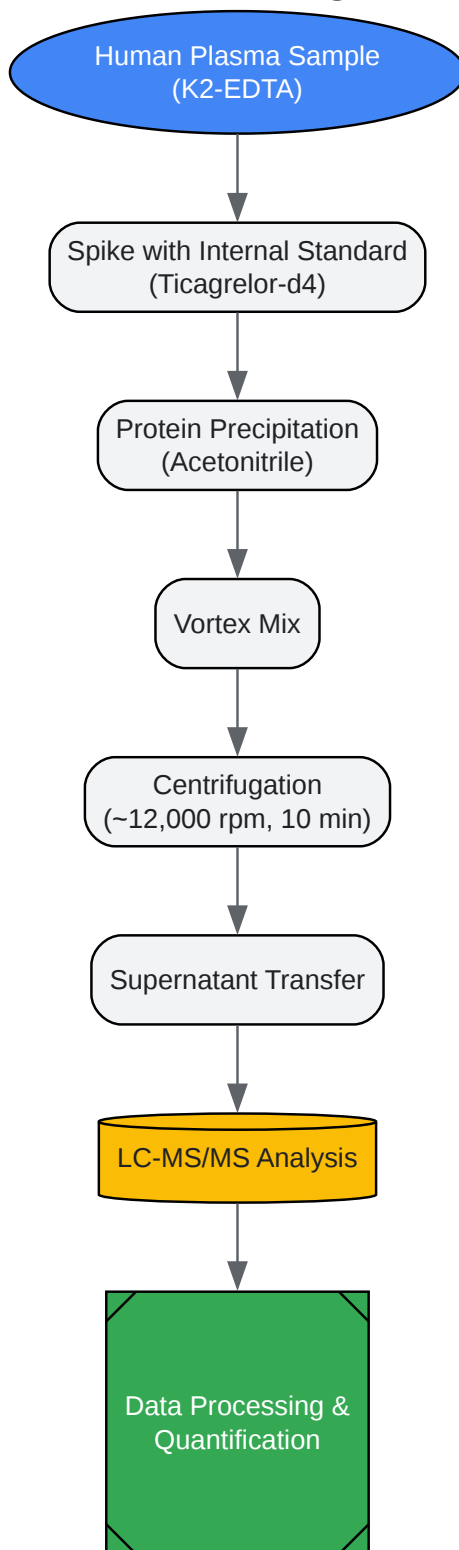 Human Plasma Sample
(K2-EDTA)
Spike with Internal Standard
(Ticagrelor-d4)
Protein Precipitation
(Acetonitrile)
Vortex Mix
Centrifugation
(~12,000 rpm, 10 min)
Supernatant Transfer
LC-MS/MS Analysis
Data Processing &
Quantification